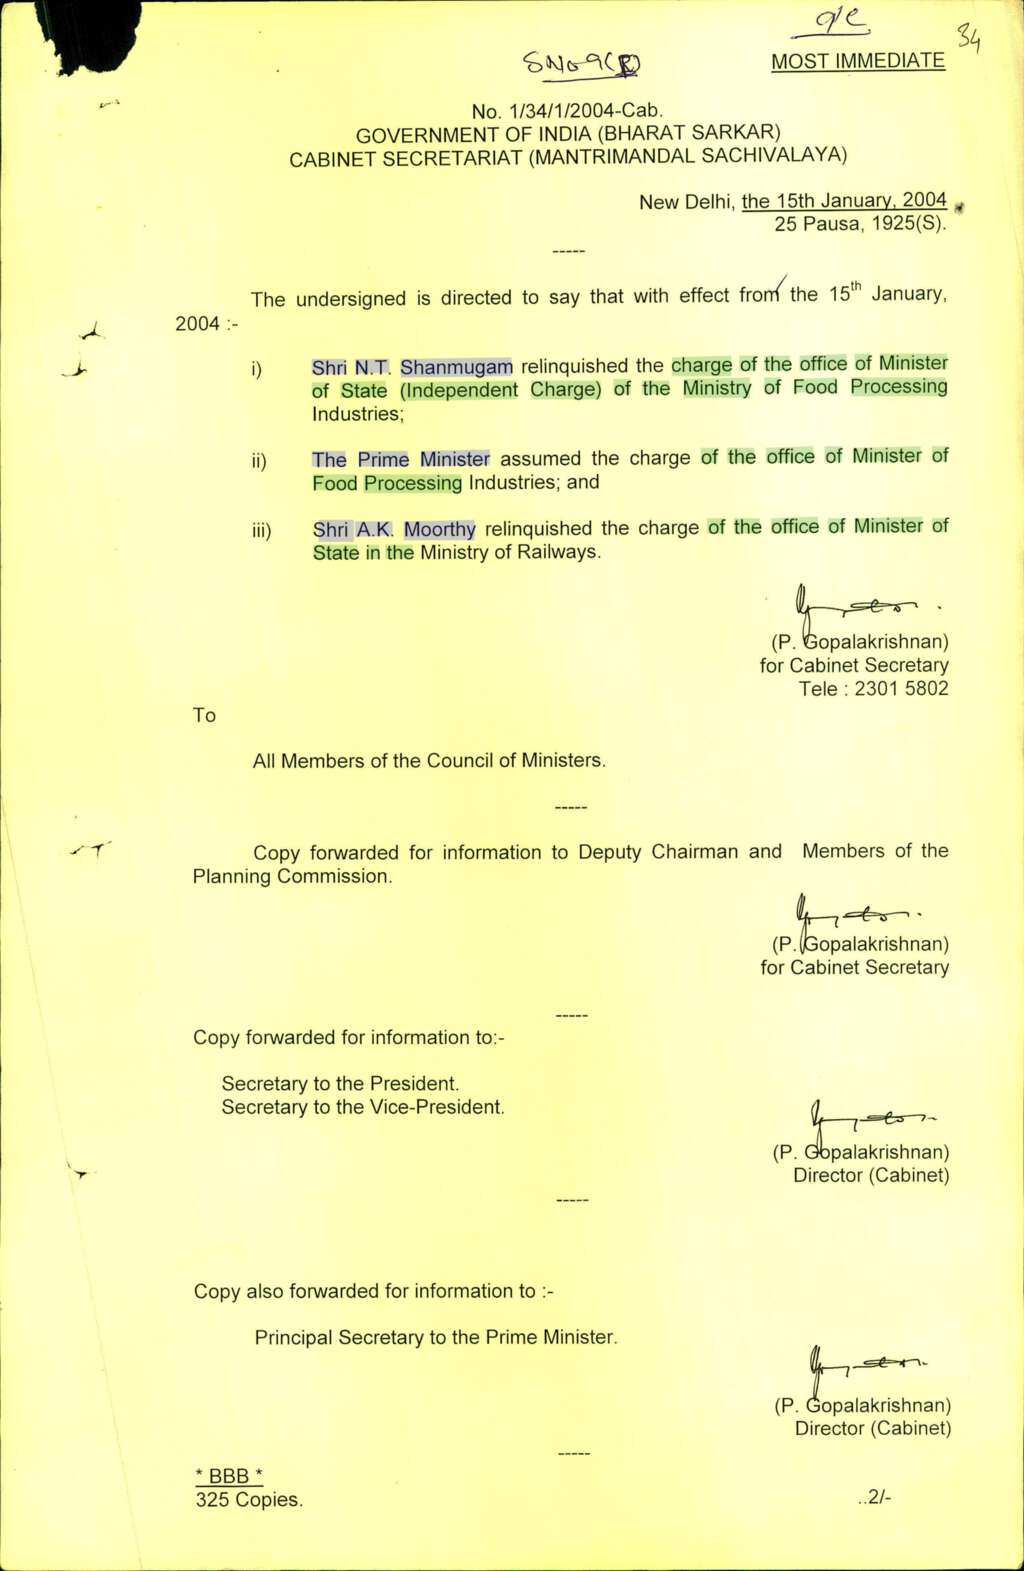 o/c
34
SNo-9(R)
MOST IMMEDIATE
No. 1/34/1/2004-Cab.
GOVERNMENT OF INDIA (BHARAT SARKAR)
CABINET SECRETARIAT (MANTRIMANDAL SACHIVALAYA)
New Delhi, the 15th January, 2004
25 Pausa, 1925(S).
-----
The undersigned is directed to say that with effect from the 15th January,
2004 :-
i) Shri N.T. Shanmugam relinquished the charge of the office of Minister
of State (Independent Charge) of the Ministry of Food Processing
Industries;
ii) The Prime Minister assumed the charge of the office of Minister of
Food Processing Industries; and
iii) Shri A.K. Moorthy relinquished the charge of the office of Minister of
State in the Ministry of Railways.
(P. Gopalakrishnan)
for Cabinet Secretary
Tele : 2301 5802
To
All Members of the Council of Ministers.
-----
Copy forwarded for information to Deputy Chairman and Members of the
Planning Commission.
(P. Gopalakrishnan)
for Cabinet Secretary
-----
Copy forwarded for information to:-
Secretary to the President.
Secretary to the Vice-President.
(P. Gopalakrishnan)
Director (Cabinet)
-----
Copy also forwarded for information to :-
Principal Secretary to the Prime Minister.
(P. Gopalakrishnan)
Director (Cabinet)
-----
* BBB *
325 Copies.
..2/-